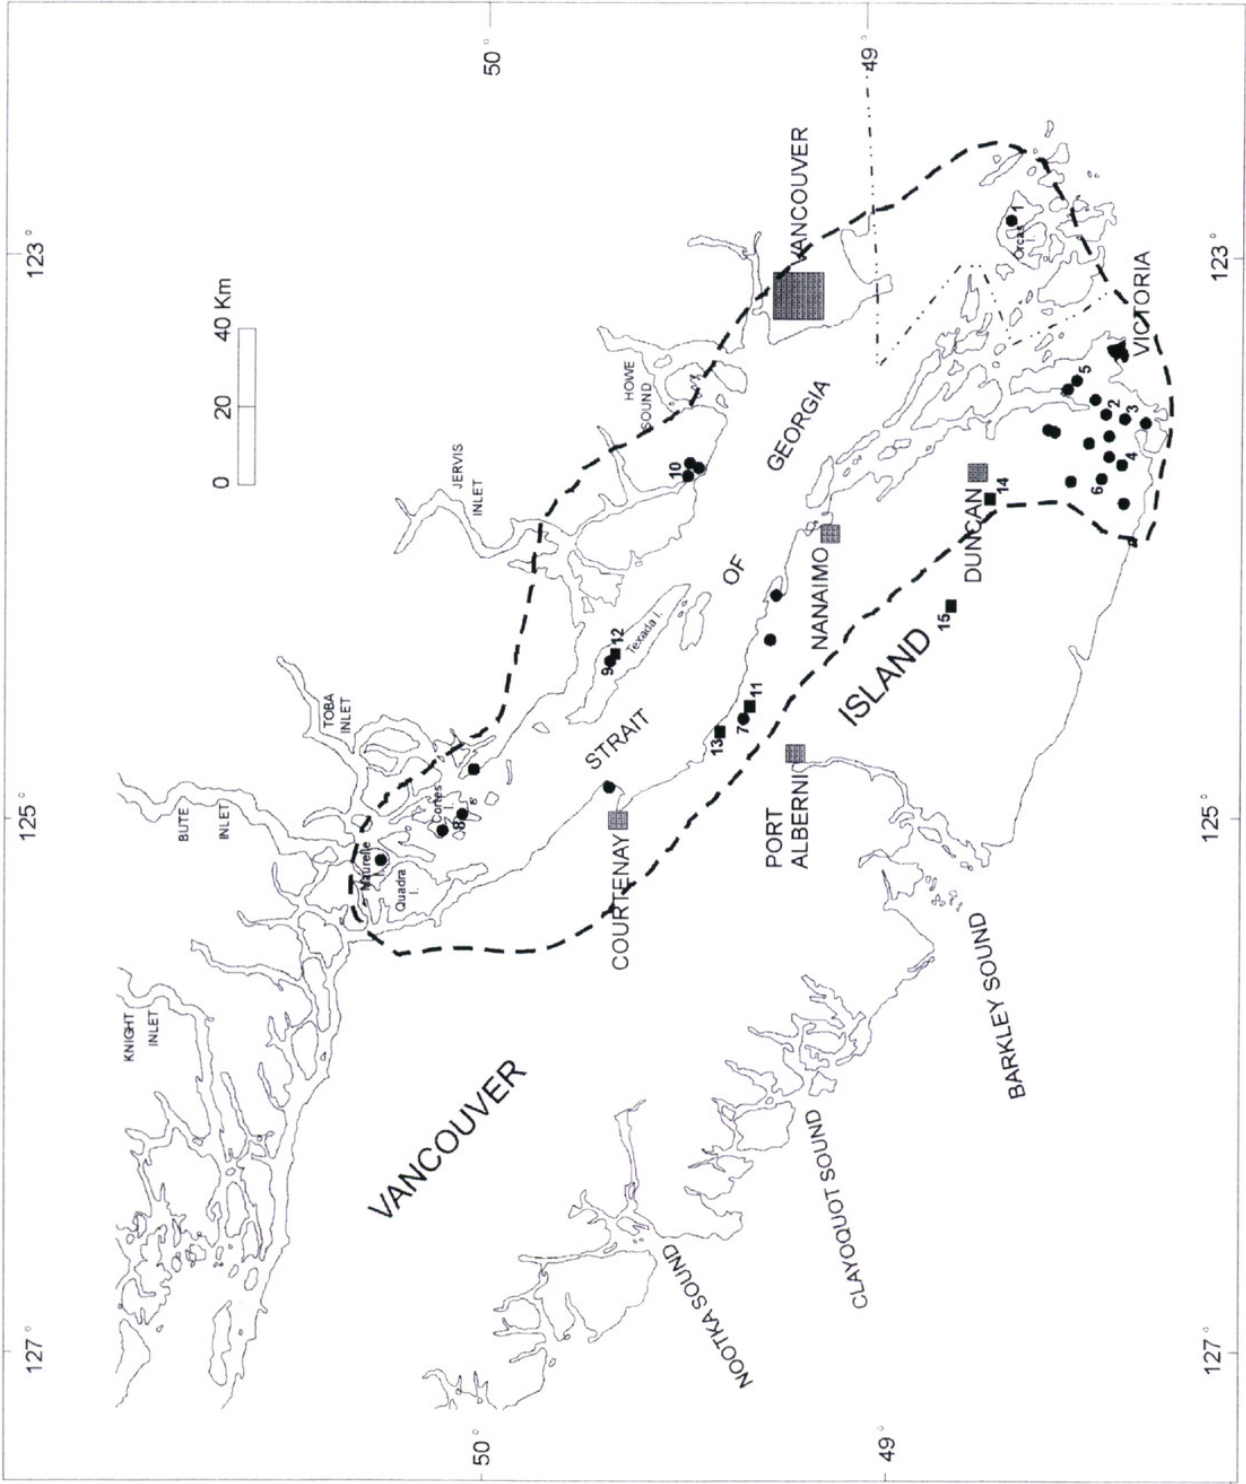 127°
125°
123°
KNIGHT
INLET
BUTE
INLET
TOBA
INLET
JERVIS
INLET
HOWE
SOUND
0
20
40 Km
50°
50°
49°
49°
Maurelle
I.
Quadra
I.
Cortes
I.
8
VANCOUVER
ISLAND
STRAIT
OF
GEORGIA
Texada I.
9
12
10
VANCOUVER
COURTENAY
13
7
11
PORT
ALBERNI
NANAIMO
DUNCAN
14
15
VICTORIA
Orcas
I.
1
5
2
3
4
6
NOOTKA SOUND
CLAYOQUOT SOUND
BARKLEY SOUND
127°
125°
123°